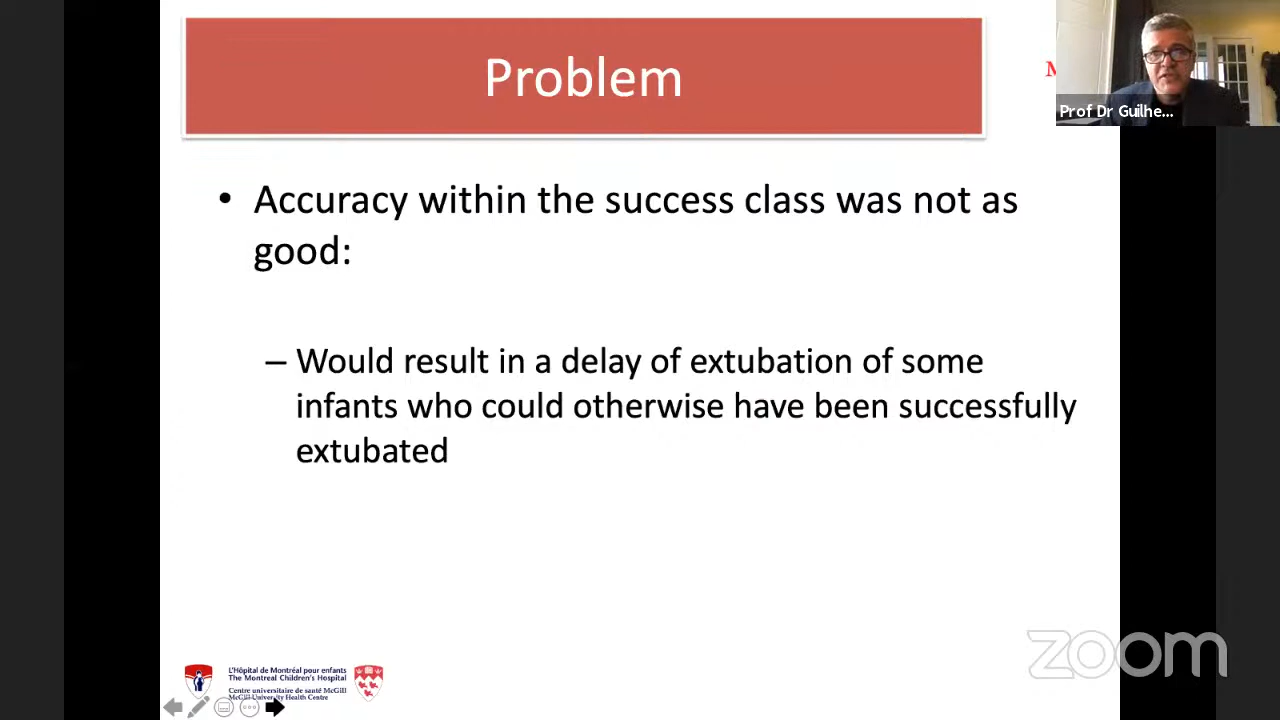 Problem
M
Prof Dr Guilhe...
• Accuracy within the success class was not as
good:
– Would result in a delay of extubation of some
infants who could otherwise have been successfully
extubated
L'Hôpital de Montréal pour enfants
The Montreal Children's Hospital
Centre universitaire de santé McGill
McGill University Health Centre
zoom